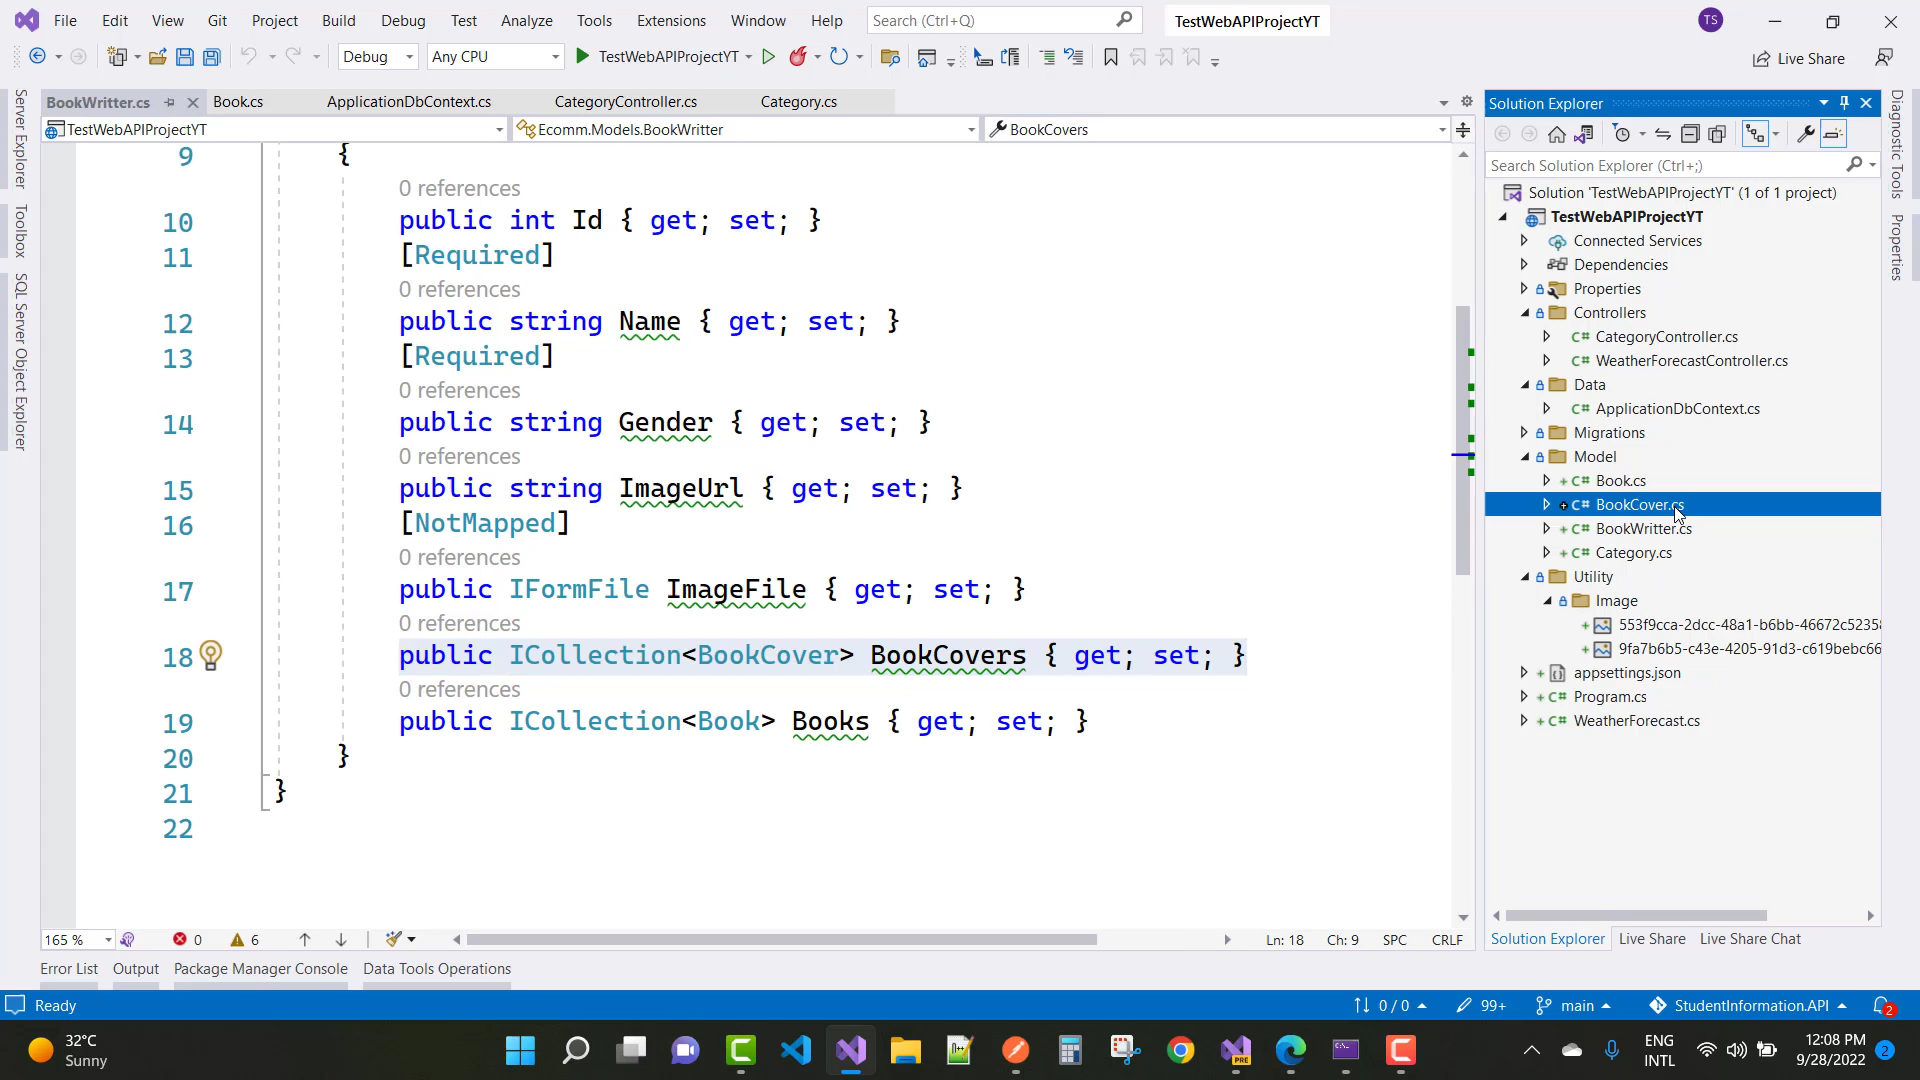 File Edit View Git Project Build Debug Test Analyze Tools Extensions Window Help Search (Ctrl+Q) TestWebAPIProjectYT TS
Debug Any CPU TestWebAPIProjectYT Live Share
Server Explorer
Toolbox
SQL Server Object Explorer
BookWritter.cs Book.cs ApplicationDbContext.cs CategoryController.cs Category.cs
TestWebAPIProjectYT Ecomm.Models.BookWritter BookCovers
9 {
0 references
10 public int Id { get; set; }
11 [Required]
0 references
12 public string Name { get; set; }
13 [Required]
0 references
14 public string Gender { get; set; }
0 references
15 public string ImageUrl { get; set; }
16 [NotMapped]
0 references
17 public IFormFile ImageFile { get; set; }
0 references
18 public ICollection<BookCover> BookCovers { get; set; }
0 references
19 public ICollection<Book> Books { get; set; }
20 }
21 }
22
165 % 0 6 Ln: 18 Ch: 9 SPC CRLF
Error List Output Package Manager Console Data Tools Operations
Solution Explorer
Search Solution Explorer (Ctrl+;)
Solution 'TestWebAPIProjectYT' (1 of 1 project)
TestWebAPIProjectYT
Connected Services
Dependencies
Properties
Controllers
C# CategoryController.cs
C# WeatherForecastController.cs
Data
C# ApplicationDbContext.cs
Migrations
Model
+ C# Book.cs
+ C# BookCover.cs
+ C# BookWritter.cs
+ C# Category.cs
Utility
Image
+ 553f9cca-2dcc-48a1-b6bb-46672c5235
+ 9fa7b6b5-c43e-4205-91d3-c619bebc66
+ appsettings.json
+ C# Program.cs
+ C# WeatherForecast.cs
Solution Explorer Live Share Live Share Chat
Diagnostic Tools
Properties
Ready 0 / 0 99+ main StudentInformation.API 2
32°C
Sunny
PRE
ENG
INTL
12:08 PM
9/28/2022
2